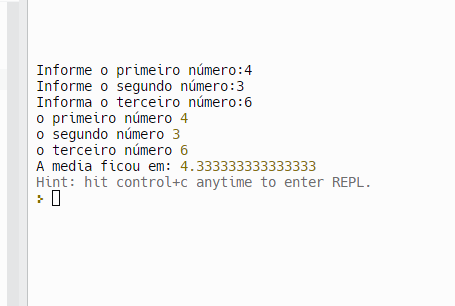 Informe o primeiro número:4
Informe o segundo número:3
Informa o terceiro número:6
o primeiro número 4
o segundo número 3
o terceiro número 6
A media ficou em: 4.333333333333333
Hint: hit control+c anytime to enter REPL.
>